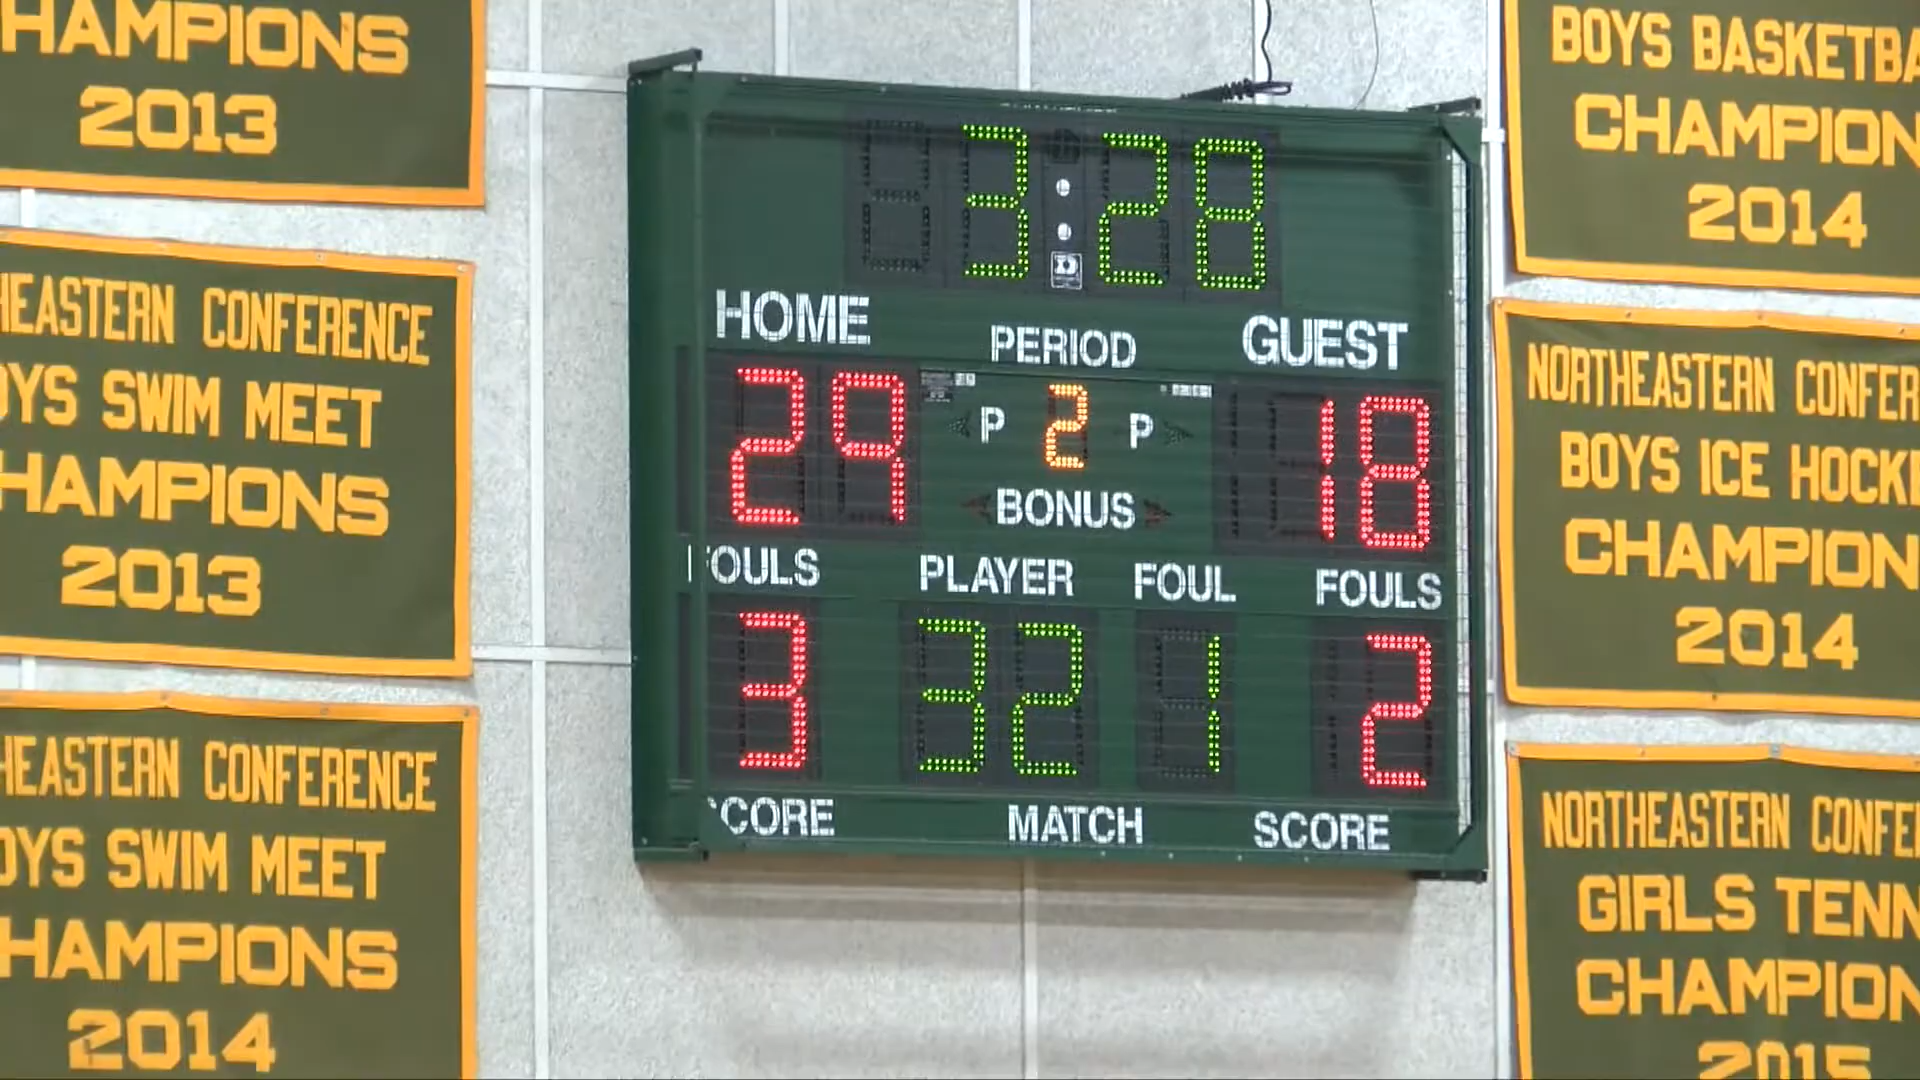 HAMPIONS
2013
HEASTERN CONFERENCE
OYS SWIM MEET
HAMPIONS
2013
HEASTERN CONFERENCE
OYS SWIM MEET
HAMPIONS
2014
3:28
HOME PERIOD GUEST
29 P 2 P 18
BONUS
FOULS PLAYER FOUL FOULS
3 32 1 2
SCORE MATCH SCORE
BOYS BASKETBA
CHAMPION
2014
NORTHEASTERN CONFER
BOYS ICE HOCK
CHAMPION
2014
NORTHEASTERN CONFE
GIRLS TENN
CHAMPION
2015